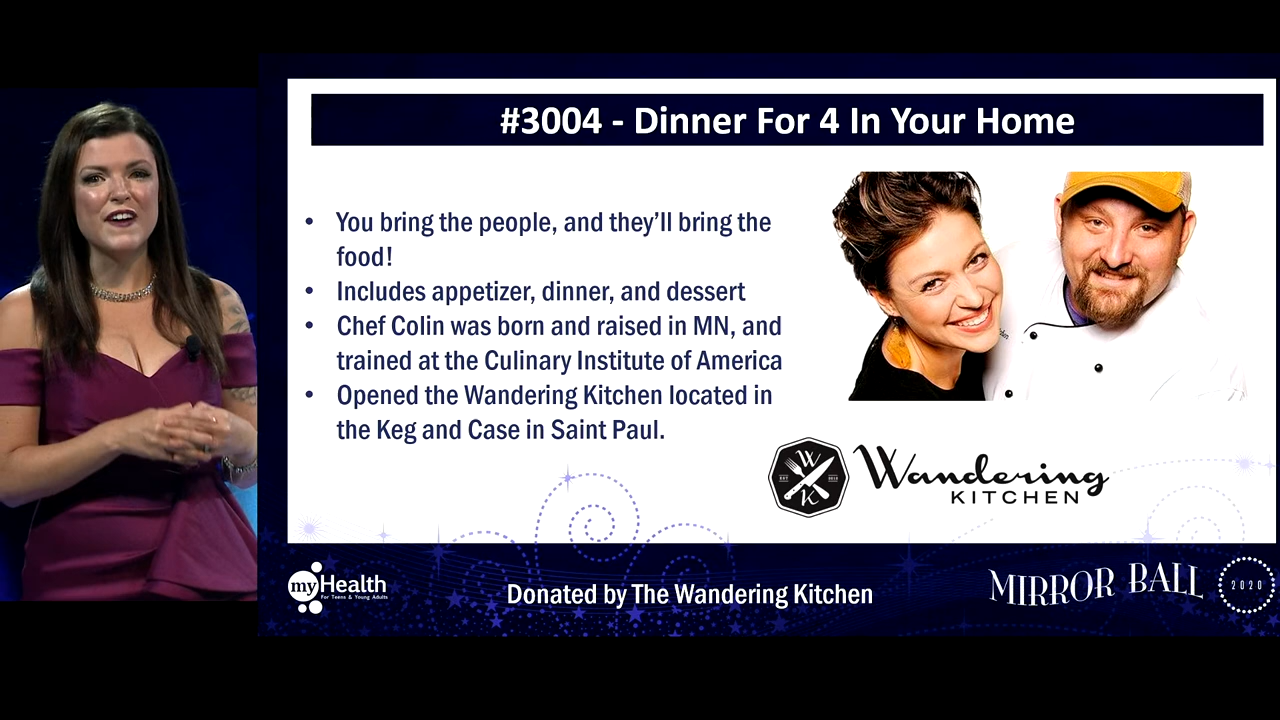 #3004 - Dinner For 4 In Your Home
• You bring the people, and they’ll bring the
food!
• Includes appetizer, dinner, and dessert
• Chef Colin was born and raised in MN, and
trained at the Culinary Institute of America
• Opened the Wandering Kitchen located in
the Keg and Case in Saint Paul.
W
K
Wandering
KITCHEN
myHealth
For Teens & Young Adults
Donated by The Wandering Kitchen
MIRROR BALL
2020